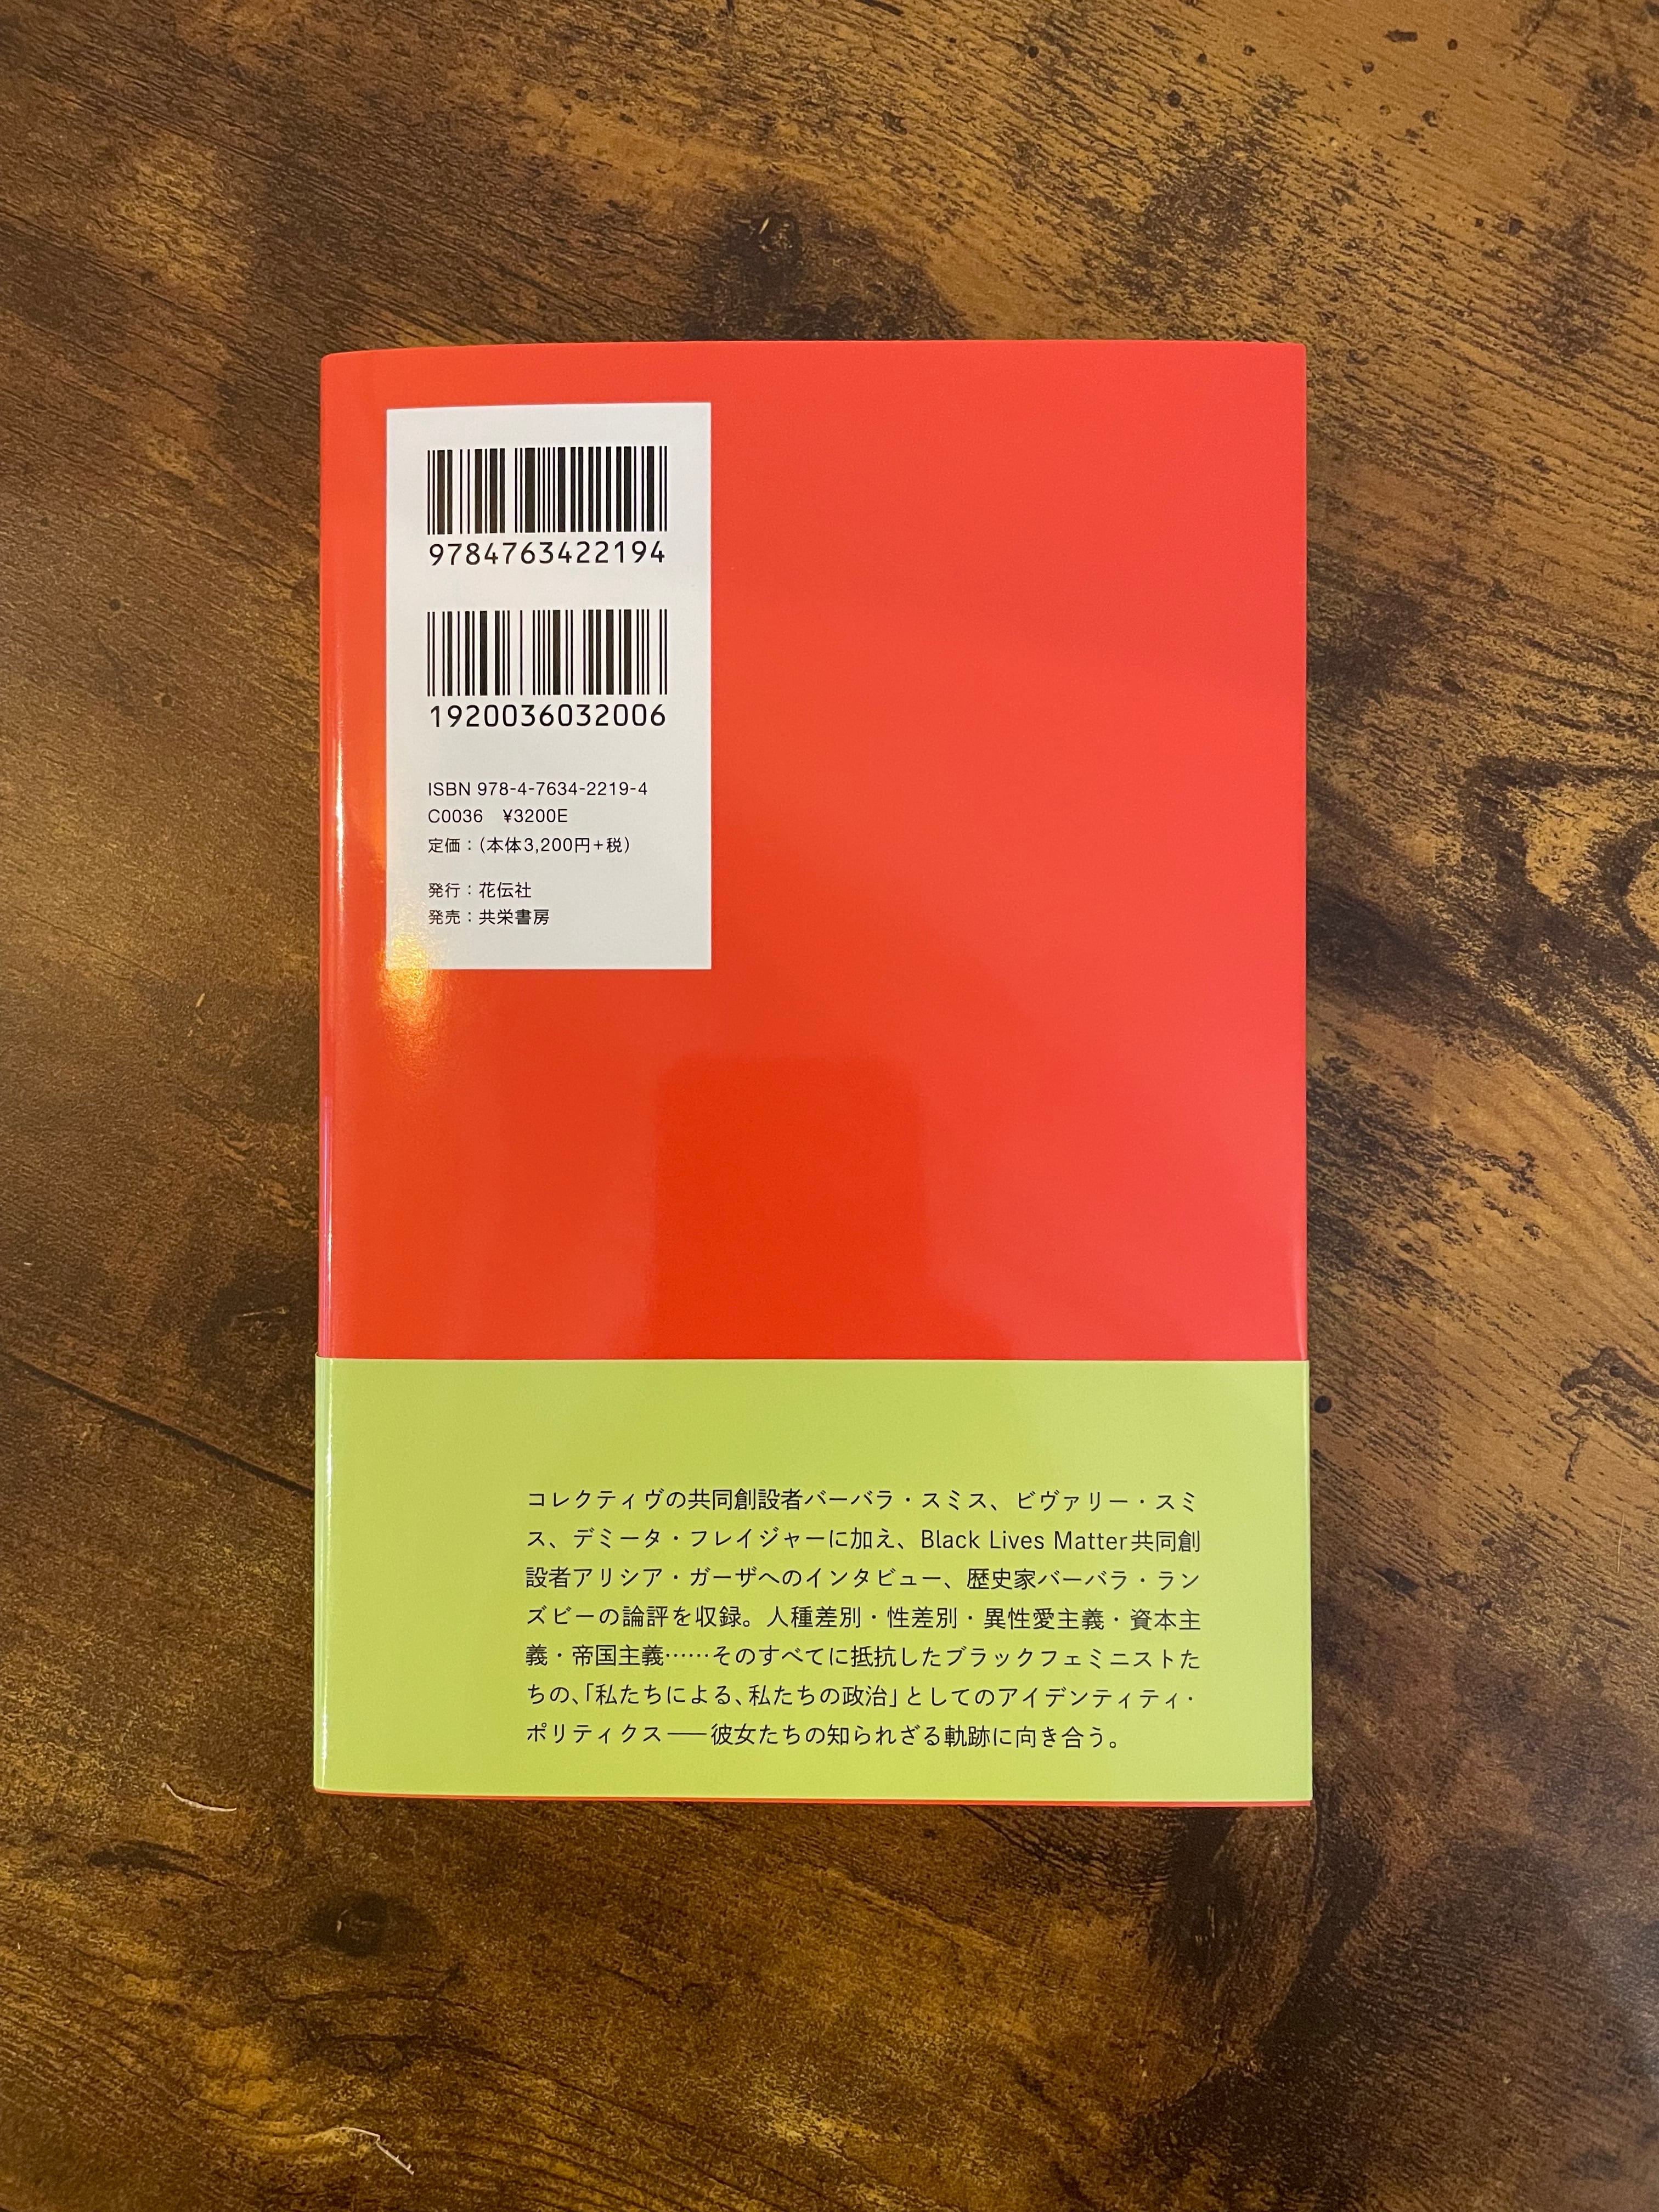 9784763422194
1920036032006
ISBN 978-4-7634-2219-4
C0036 ¥3200E
定価：(本体3,200円+税)
発行：花伝社
発売：共栄書房
コレクティヴの共同創設者バーバラ・スミス、ビヴァリー・スミ
ス、デミータ・フレイジャーに加え、Black Lives Matter共同創
設者アリシア・ガーザへのインタビュー、歴史家バーバラ・ラン
ズビーの論評を収録。人種差別・性差別・異性愛主義・資本主
義・帝国主義……そのすべてに抵抗したブラックフェミニストた
ちの、「私たちによる、私たちの政治」としてのアイデンティティ・
ポリティクス——彼女たちの知られざる軌跡に向き合う。